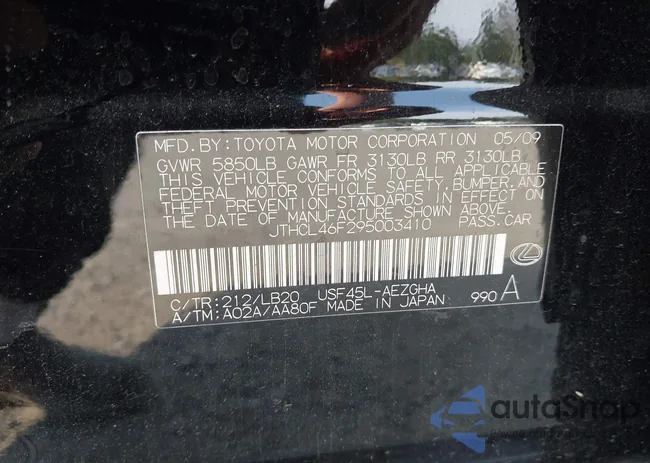 MFD.BY:TOYOTA MOTOR CORPORATION 05/09
GVWR 5850LB GAWR FR 3130LB RR 3130LB
THIS VEHICLE CONFORMS TO ALL APPLICABLE
FEDERAL MOTOR VEHICLE SAFETY,BUMPER,AND
THEFT PREVENTION STANDARDS IN EFFECT ON
THE DATE OF MANUFACTURE SHOWN ABOVE.
JTHCL46F295003410 PASS.CAR
C/TR:212/LB20 USF45L-AEZGHA
A/TM:A02A/AA80F MADE IN JAPAN 990 A
autoSnap